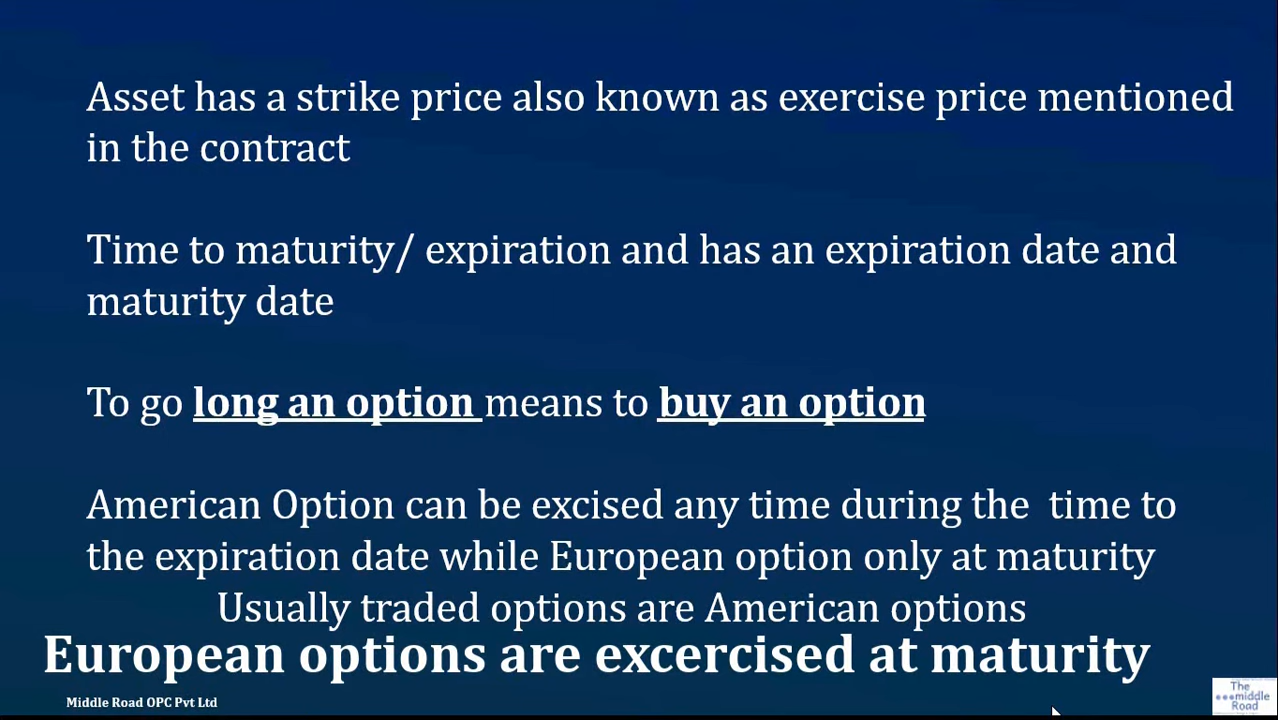 Asset has a strike price also known as exercise price mentioned
in the contract
Time to maturity/ expiration and has an expiration date and
maturity date
To go long an option means to buy an option
American Option can be excised any time during the  time to
the expiration date while European option only at maturity
Usually traded options are American options
European options are excercised at maturity
Middle Road OPC Pvt Ltd
The
middle
Road